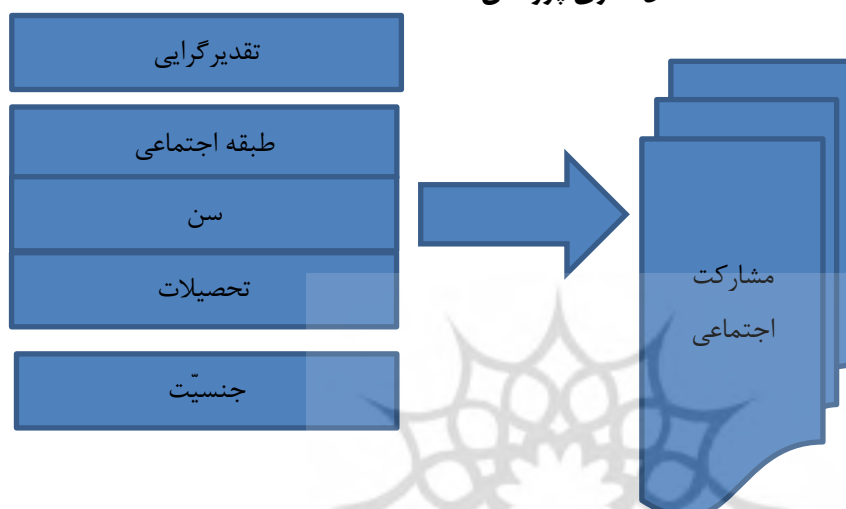 تقدیرگرایی
طبقه اجتماعی
سن
تحصیلات
جنسیّت
مشارکت
اجتماعی